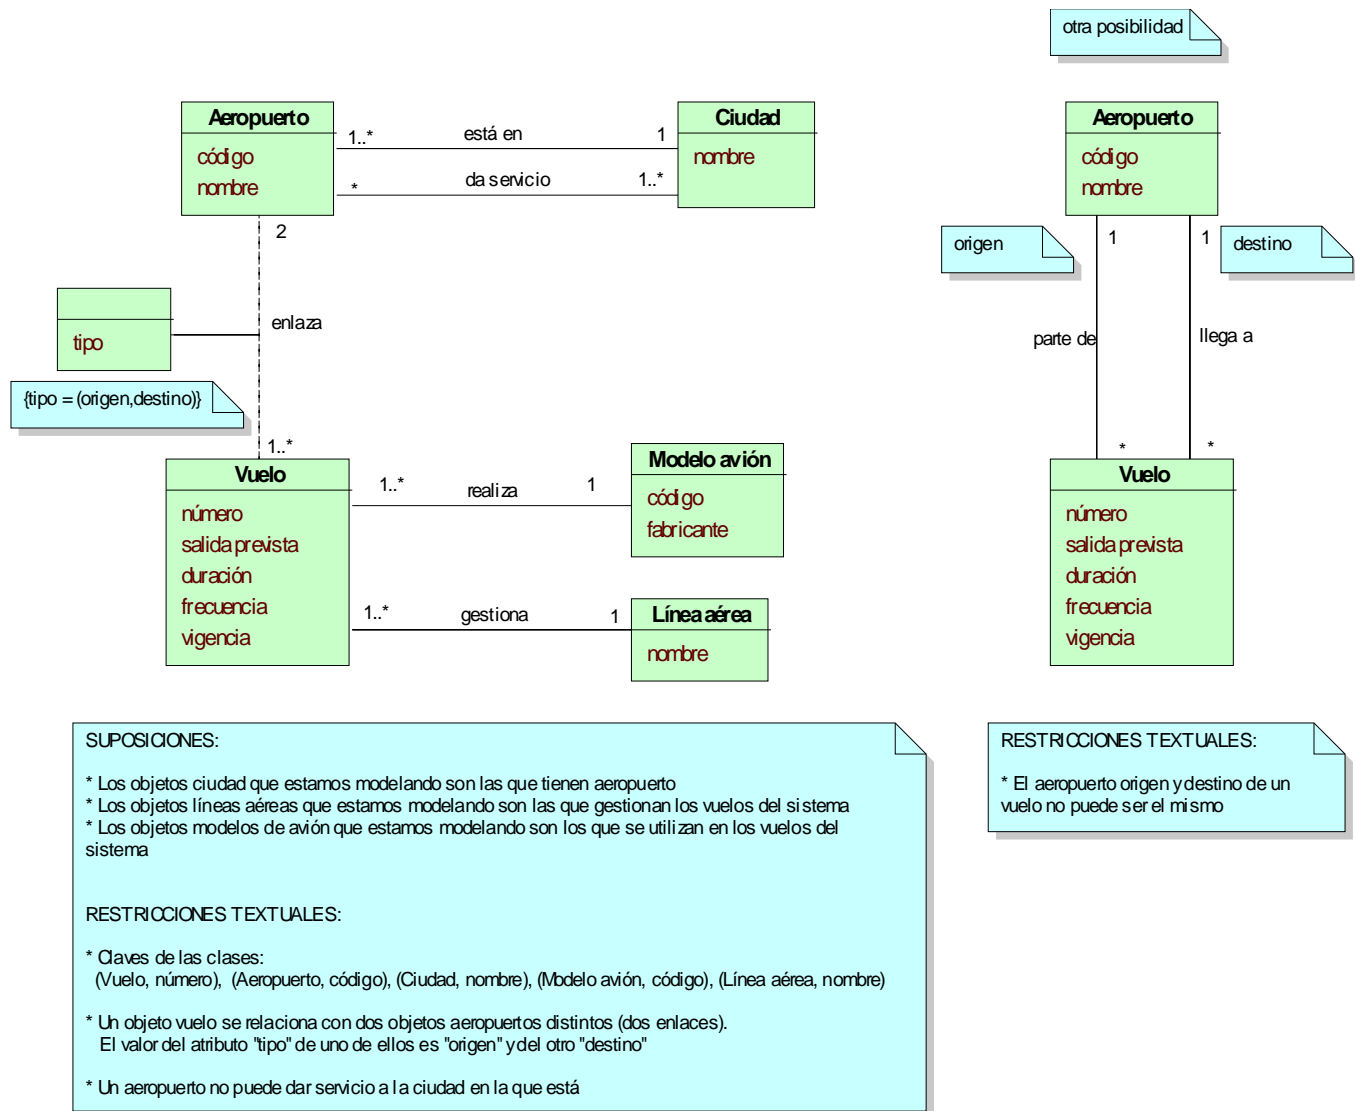 otra posibilidad
Aeropuerto
código
nombre
1..*
está en
1
*
da servicio
1..*
Ciudad
nombre
2
enlaza
tipo
{tipo = (origen,destino)}
1..*
Vuelo
número
salida prevista
duración
frecuencia
vigencia
1..*
realiza
1
Modelo avión
código
fabricante
1..*
gestiona
1
Línea aérea
nombre
Aeropuerto
código
nombre
origen
1
1
destino
parte de
llega a
*
*
Vuelo
número
salida prevista
duración
frecuencia
vigencia
SUPOSICIONES:
* Los objetos ciudad que estamos modelando son las que tienen aeropuerto
* Los objetos líneas aéreas que estamos modelando son las que gestionan los vuelos del sistema
* Los objetos modelos de avión que estamos modelando son los que se utilizan en los vuelos del
sistema
RESTRICCIONES TEXTUALES:
* Claves de las clases:
(Vuelo, número), (Aeropuerto, código), (Ciudad, nombre), (Modelo avión, código), (Línea aérea, nombre)
* Un objeto vuelo se relaciona con dos objetos aeropuertos distintos (dos enlaces).
El valor del atributo "tipo" de uno de ellos es "origen" y del otro "destino"
* Un aeropuerto no puede dar servicio a la ciudad en la que está
RESTRICCIONES TEXTUALES:
* El aeropuerto origen y destino de un
vuelo no puede ser el mismo